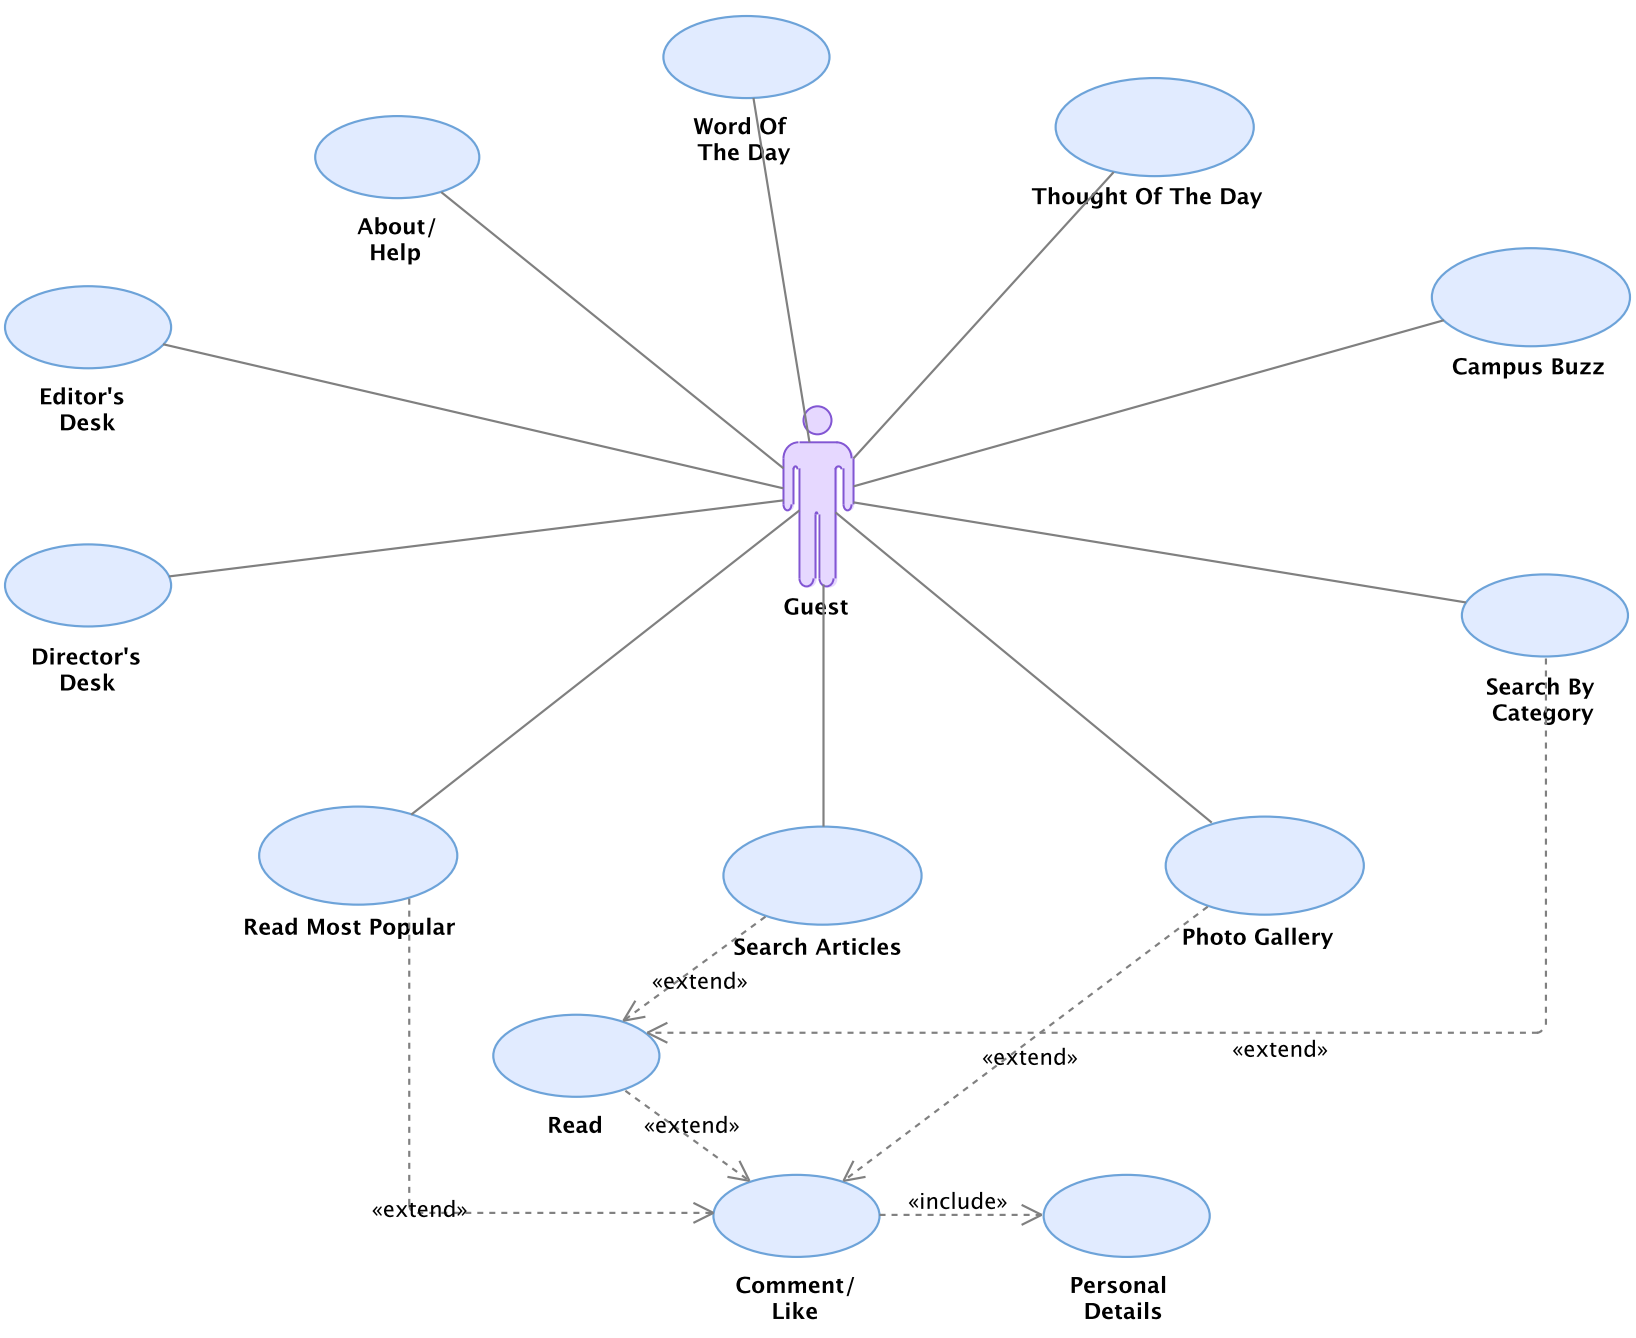 Word Of
The Day
Thought Of The Day
About/
Help
Campus Buzz
Editor's
Desk
Guest
Director's
Desk
Search By
Category
Read Most Popular
Search Articles
Photo Gallery
«extend»
«extend»
«extend»
Read
«extend»
«extend»
«include»
Comment/
Like
Personal
Details